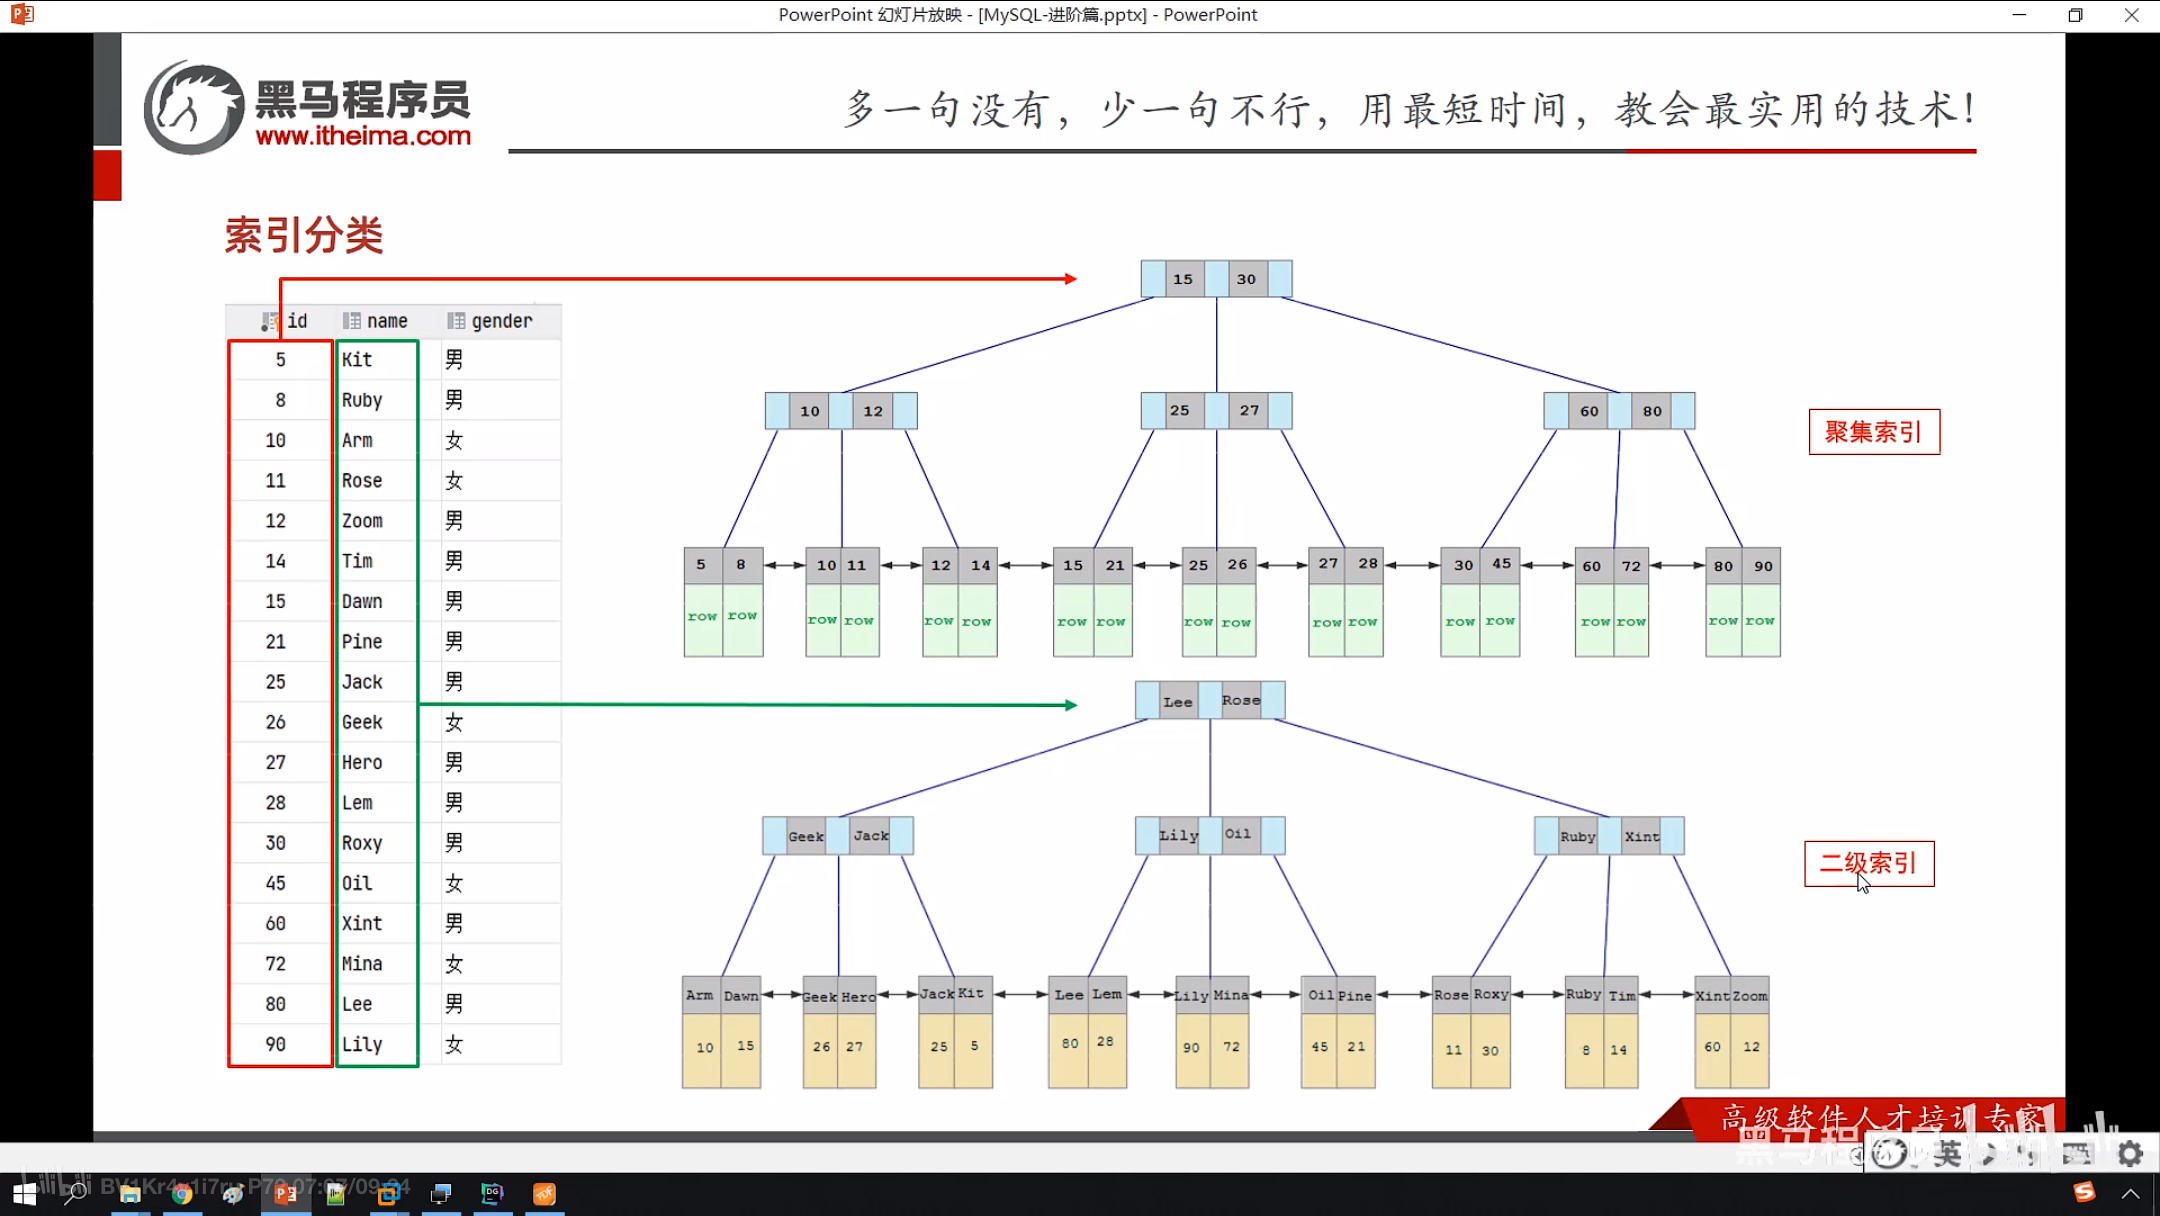 PowerPoint 幻灯片放映 - [MySQL-进阶篇.pptx] - PowerPoint
黑马程序员
www.itheima.com
多一句没有，少一句不行，用最短时间，教会最实用的技术！
索引分类
id name gender
5 Kit 男
8 Ruby 男
10 Arm 女
11 Rose 女
12 Zoom 男
14 Tim 男
15 Dawn 男
21 Pine 男
25 Jack 男
26 Geek 女
27 Hero 男
28 Lem 男
30 Roxy 男
45 Oil 女
60 Xint 男
72 Mina 女
80 Lee 男
90 Lily 女
15 30
10 12 25 27 60 80
聚集索引
5 8 10 11 12 14 15 21 25 26 27 28 30 45 60 72 80 90
row row row row row row row row row row row row row row row row row row
Lee Rose
Geek Jack Lily Oil Ruby Xint
二级索引
Arm Dawn Geek Hero Jack Kit Lee Lem Lily Mina Oil Pine Rose Roxy Ruby Tim Xint Zoom
10 15 26 27 25 5 80 28 90 72 45 21 11 30 8 14 60 12
高级软件人才培训专家
黑马程序员
英